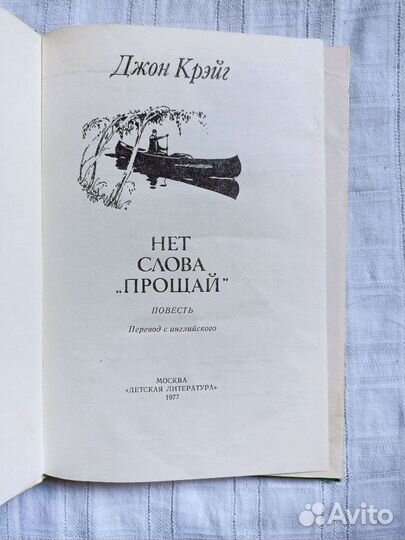 Джон Крэйг
НЕТ
СЛОВА
„ПРОЩАЙ"
ПОВЕСТЬ
Перевод с английского
МОСКВА
«ДЕТСКАЯ ЛИТЕРАТУРА»
1977
Avito